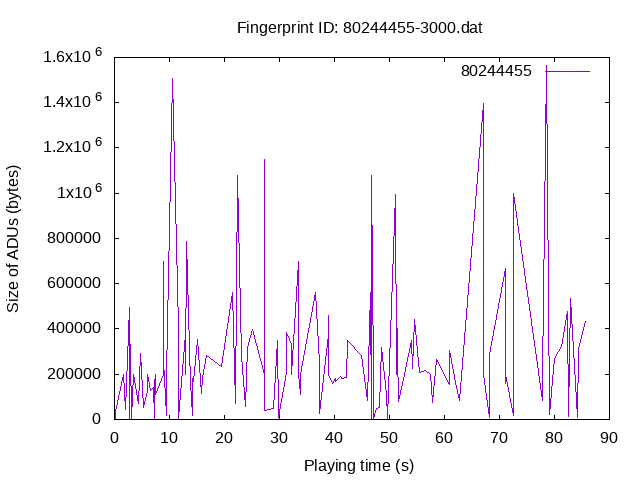 Fingerprint ID: 80244455-3000.dat
80244455
1.6x10^6
1.4x10^6
1.2x10^6
1x10^6
800000
600000
400000
200000
0
Size of ADUs (bytes)
0 10 20 30 40 50 60 70 80 90
Playing time (s)